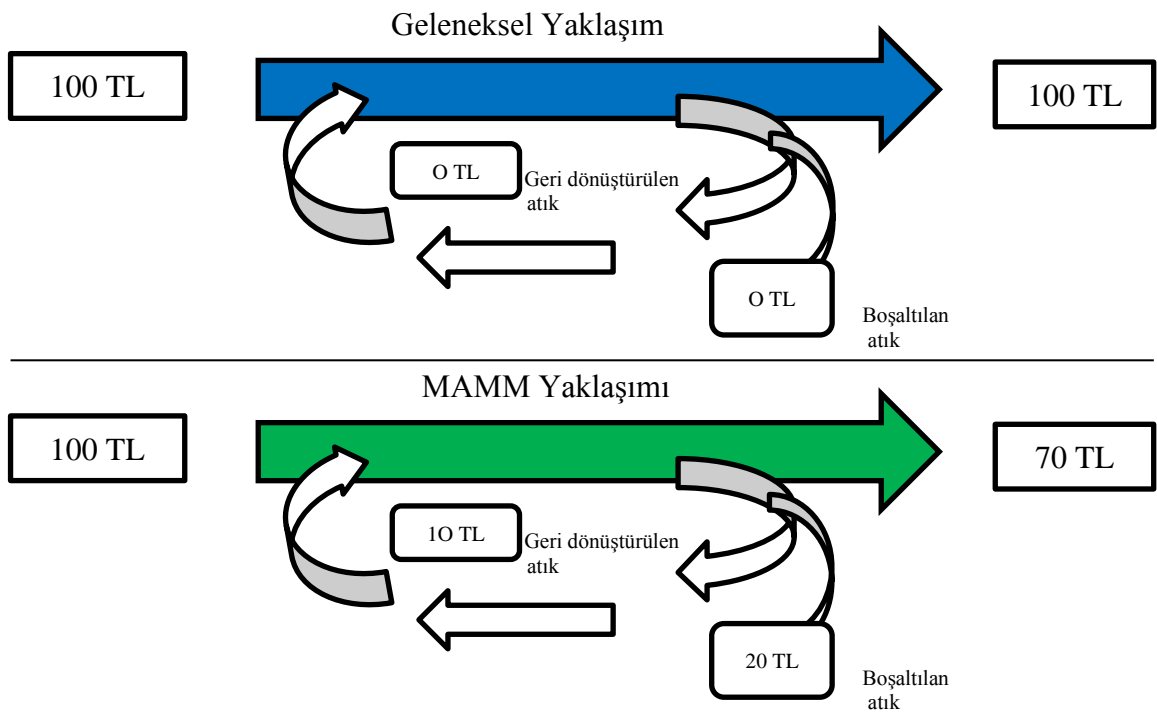 Geleneksel Yaklaşım
100 TL
100 TL
O TL
Geri dönüştürülen
atık
O TL
Boşaltılan
atık
MAMM Yaklaşımı
100 TL
70 TL
1O TL
Geri dönüştürülen
atık
20 TL
Boşaltılan
atık